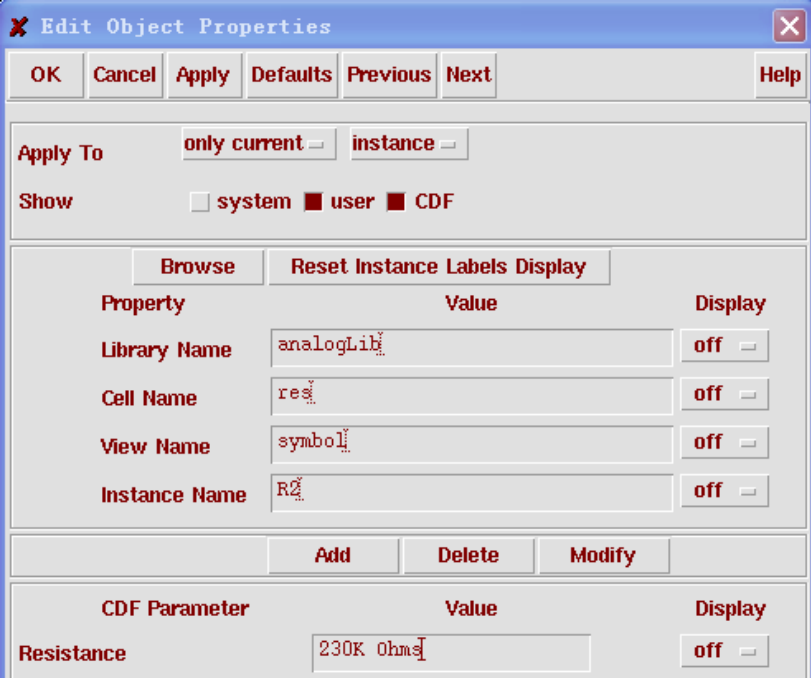 Edit Object Properties
OK Cancel Apply Defaults Previous Next Help
Apply To only current instance
Show system user CDF
Browse Reset Instance Labels Display
Property Value Display
Library Name analogLib off
Cell Name res off
View Name symbol off
Instance Name R2 off
Add Delete Modify
CDF Parameter Value Display
Resistance 230K Ohms off